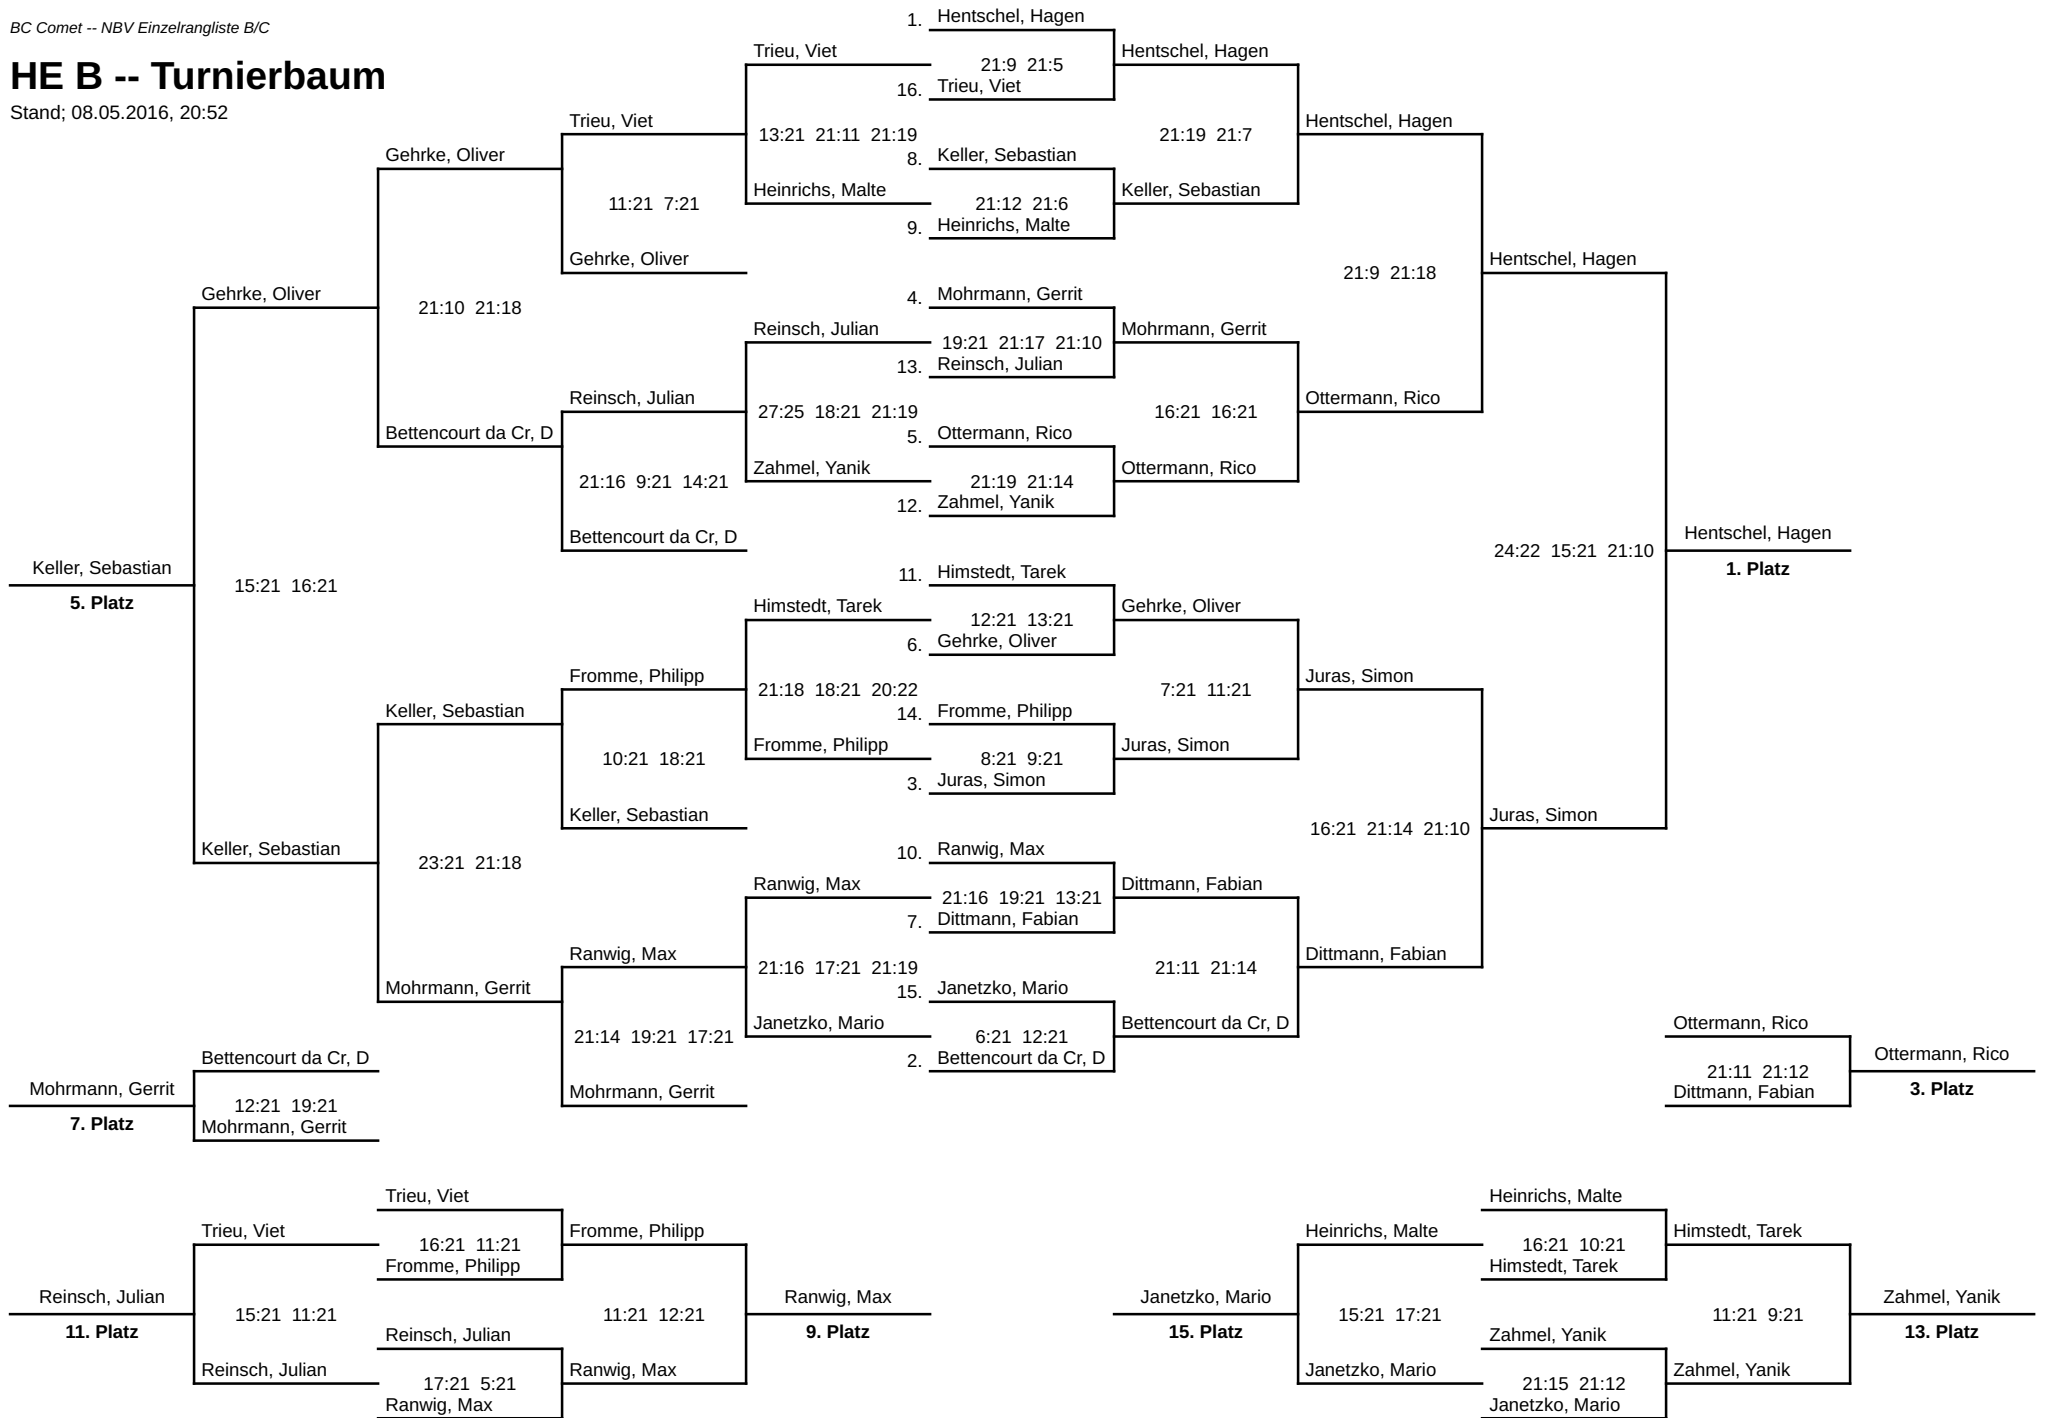 BC Comet -- NBV Einzelrangliste B/C
HE B -- Turnierbaum
Stand; 08.05.2016, 20:52
1. Hentschel, Hagen
Trieu, Viet
Hentschel, Hagen
21:9 21:5
16. Trieu, Viet
Trieu, Viet
Hentschel, Hagen
13:21 21:11 21:19
21:19 21:7
Gehrke, Oliver
8. Keller, Sebastian
Heinrichs, Malte
Keller, Sebastian
11:21 7:21
21:12 21:6
9. Heinrichs, Malte
Gehrke, Oliver
Hentschel, Hagen
21:9 21:18
Gehrke, Oliver
4. Mohrmann, Gerrit
21:10 21:18
Reinsch, Julian
Mohrmann, Gerrit
19:21 21:17 21:10
13. Reinsch, Julian
Reinsch, Julian
Ottermann, Rico
27:25 18:21 21:19
16:21 16:21
Bettencourt da Cr, D
5. Ottermann, Rico
Zahmel, Yanik
Ottermann, Rico
21:16 9:21 14:21
21:19 21:14
12. Zahmel, Yanik
Bettencourt da Cr, D
Hentschel, Hagen
24:22 15:21 21:10
1. Platz
Keller, Sebastian
5. Platz
15:21 16:21
11. Himstedt, Tarek
Himstedt, Tarek
Gehrke, Oliver
12:21 13:21
6. Gehrke, Oliver
Fromme, Philipp
Juras, Simon
21:18 18:21 20:22
7:21 11:21
Keller, Sebastian
14. Fromme, Philipp
Fromme, Philipp
Juras, Simon
10:21 18:21
8:21 9:21
3. Juras, Simon
Keller, Sebastian
Juras, Simon
16:21 21:14 21:10
Keller, Sebastian
10. Ranwig, Max
23:21 21:18
Ranwig, Max
Dittmann, Fabian
21:16 19:21 13:21
7. Dittmann, Fabian
Ranwig, Max
Dittmann, Fabian
21:16 17:21 21:19
21:11 21:14
Mohrmann, Gerrit
15. Janetzko, Mario
Janetzko, Mario
Bettencourt da Cr, D
21:14 19:21 17:21
6:21 12:21
2. Bettencourt da Cr, D
Mohrmann, Gerrit
Ottermann, Rico
Ottermann, Rico
21:11 21:12
Dittmann, Fabian
3. Platz
Bettencourt da Cr, D
Mohrmann, Gerrit
12:21 19:21
7. Platz
Mohrmann, Gerrit
Trieu, Viet
Trieu, Viet
Fromme, Philipp
16:21 11:21
Fromme, Philipp
Reinsch, Julian
15:21 11:21
11:21 12:21
Ranwig, Max
11. Platz
9. Platz
Reinsch, Julian
Reinsch, Julian
Ranwig, Max
17:21 5:21
Ranwig, Max
Heinrichs, Malte
Heinrichs, Malte
Himstedt, Tarek
16:21 10:21
Himstedt, Tarek
Janetzko, Mario
15:21 17:21
11:21 9:21
Zahmel, Yanik
15. Platz
13. Platz
Zahmel, Yanik
Janetzko, Mario
Zahmel, Yanik
21:15 21:12
Janetzko, Mario